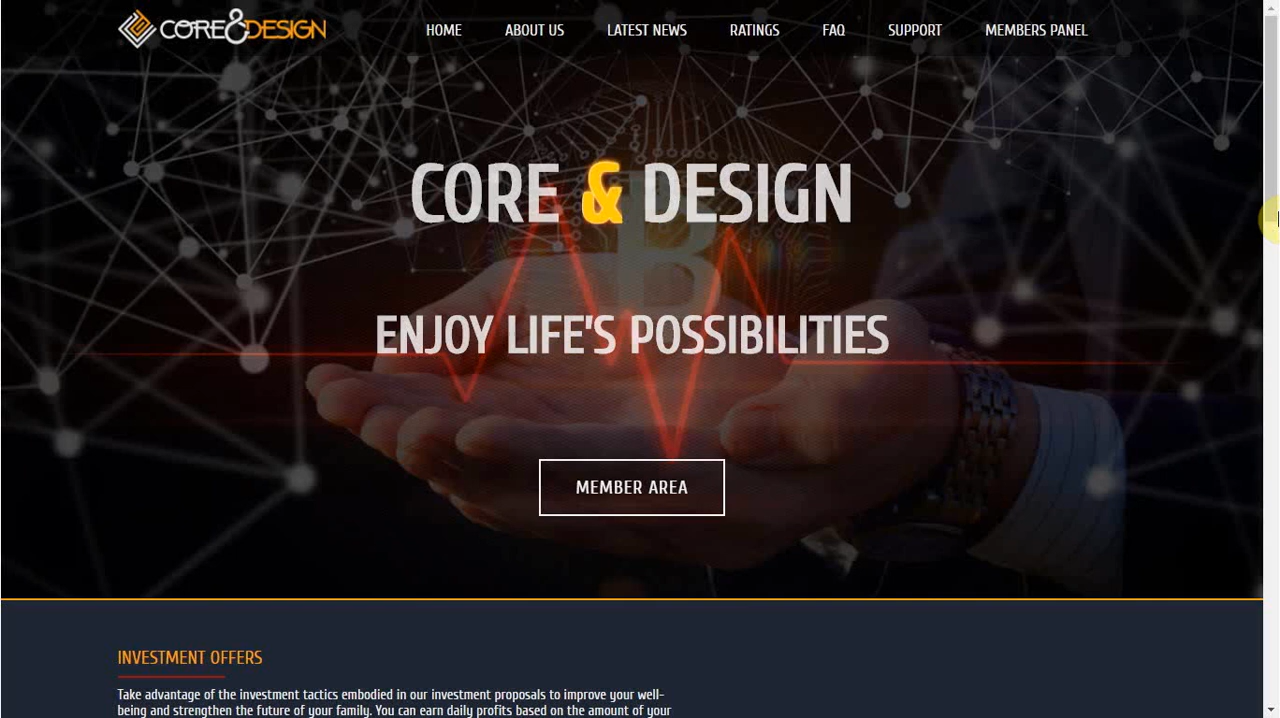 CORE&DESIGN
HOME ABOUT US LATEST NEWS RATINGS FAQ SUPPORT MEMBERS PANEL
CORE & DESIGN
ENJOY LIFE'S POSSIBILITIES
MEMBER AREA
INVESTMENT OFFERS
Take advantage of the investment tactics embodied in our investment proposals to improve your well-
being and strengthen the future of your family. You can earn daily profits based on the amount of your